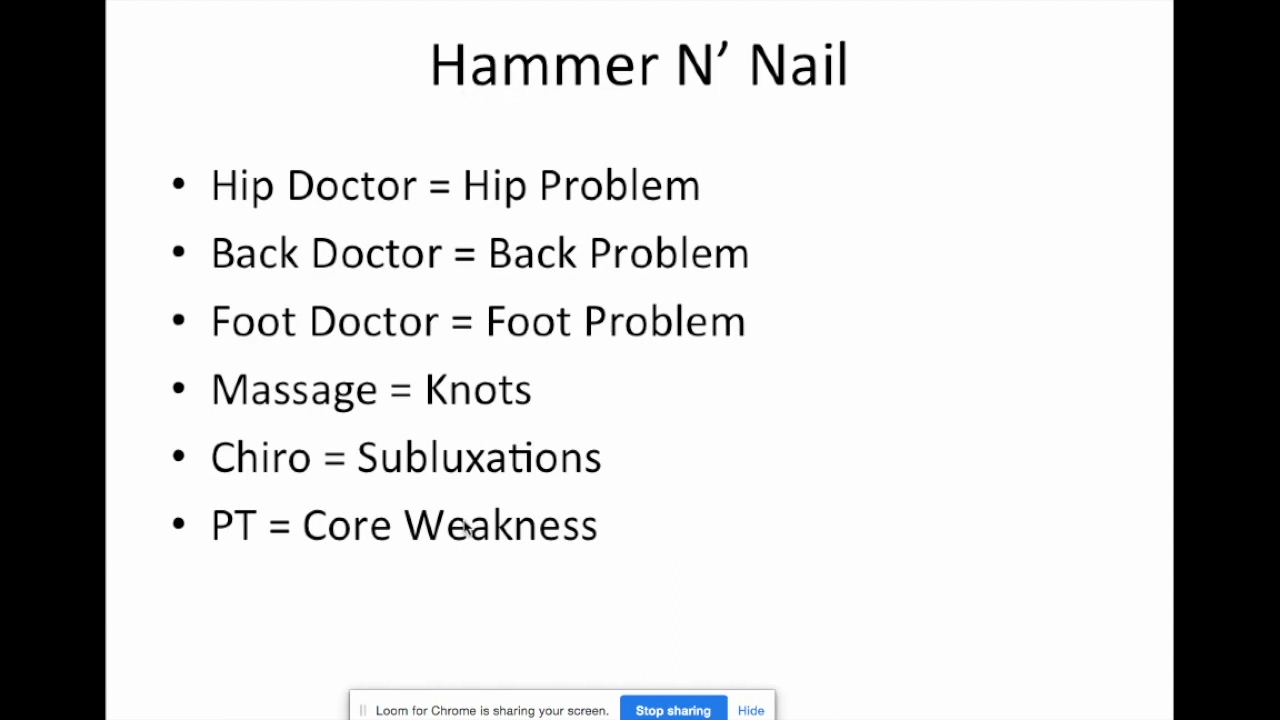 Hammer N’ Nail
• Hip Doctor = Hip Problem
• Back Doctor = Back Problem
• Foot Doctor = Foot Problem
• Massage = Knots
• Chiro = Subluxations
• PT = Core Weakness
Loom for Chrome is sharing your screen. Stop sharing Hide